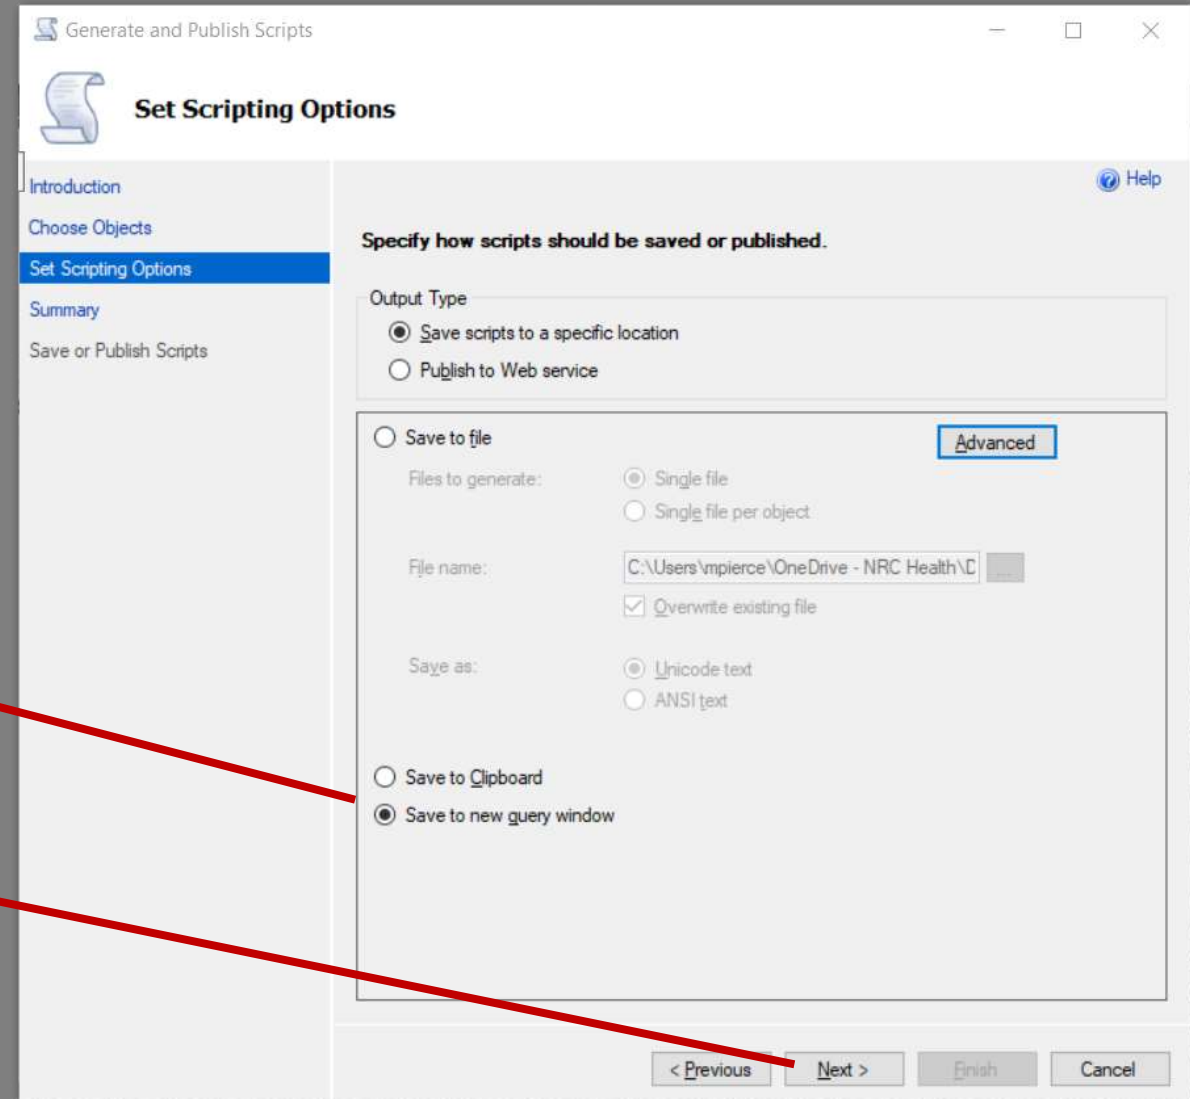 Generate and Publish Scripts
Set Scripting Options
Help
Introduction
Choose Objects
Set Scripting Options
Summary
Save or Publish Scripts
Specify how scripts should be saved or published.
Output Type
Save scripts to a specific location
Publish to Web service
Save to file
Advanced
Files to generate:
Single file
Single file per object
File name:
C:\Users\mpierce\OneDrive - NRC Health\D
...
Overwrite existing file
Save as:
Unicode text
ANSI text
Save to Clipboard
Save to new query window
< Previous
Next >
Finish
Cancel